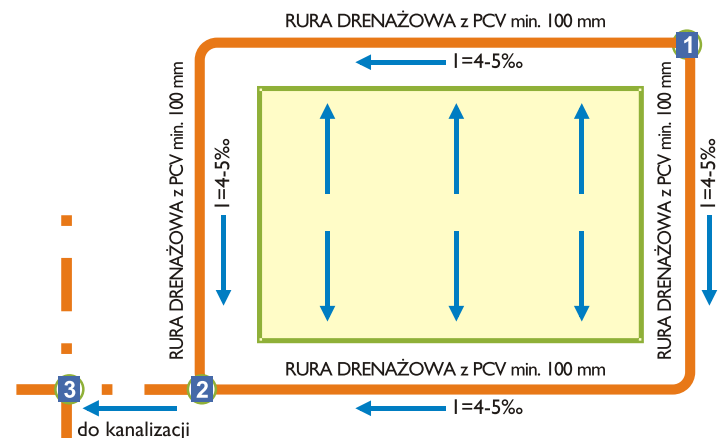 RURA DRENAŻOWA z PCV min. 100 mm
1
I=4-5‰
RURA DRENAŻOWA z PCV min. 100 mm
I=4-5‰
RURA DRENAŻOWA z PCV min. 100 mm
I=4-5‰
RURA DRENAŻOWA z PCV min. 100 mm
3
2
I=4-5‰
do kanalizacji